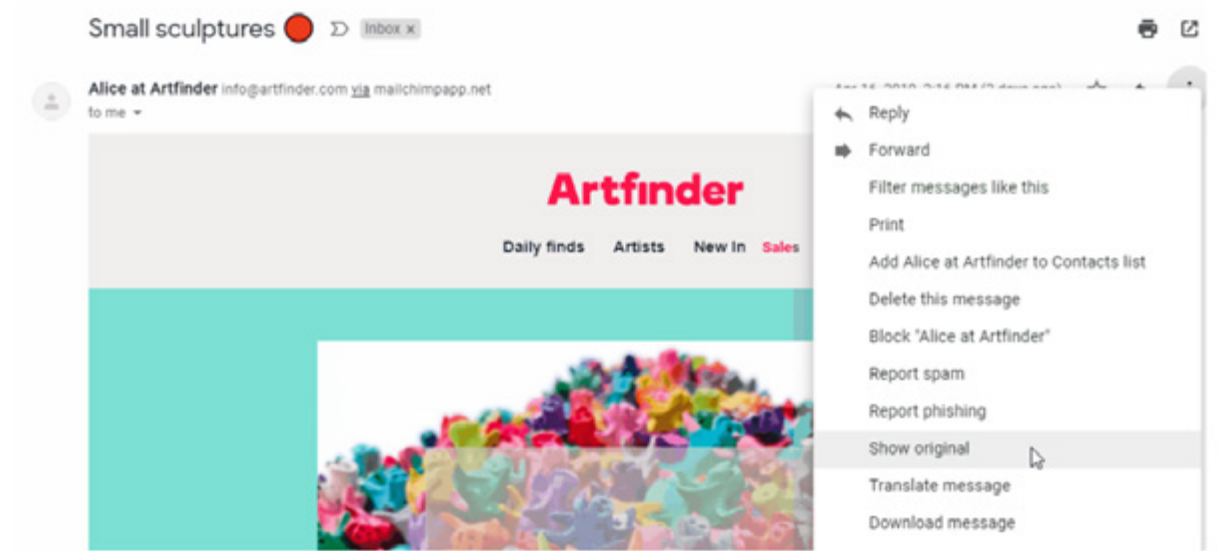 Small sculptures Inbox x
Alice at Artfinder info@artfinder.com via mailchimpapp.net
to me
Artfinder
Daily finds Artists New In Sales
Reply
Forward
Filter messages like this
Print
Add Alice at Artfinder to Contacts list
Delete this message
Block "Alice at Artfinder"
Report spam
Report phishing
Show original
Translate message
Download message